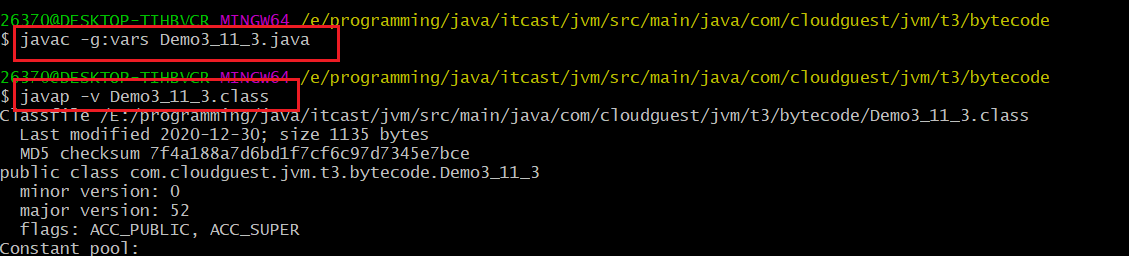 26370@DESKTOP-TIHBVCR MINGW64 /e/programming/java/itcast/jvm/src/main/java/com/cloudguest/jvm/t3/bytecode
$ javac -g:vars Demo3_11_3.java
26370@DESKTOP-TIHBVCR MINGW64 /e/programming/java/itcast/jvm/src/main/java/com/cloudguest/jvm/t3/bytecode
$ javap -v Demo3_11_3.class
Classfile /E:/programming/java/itcast/jvm/src/main/java/com/cloudguest/jvm/t3/bytecode/Demo3_11_3.class
  Last modified 2020-12-30; size 1135 bytes
  MD5 checksum 7f4a188a7d6bd1f7cf6c97d7345e7bce
public class com.cloudguest.jvm.t3.bytecode.Demo3_11_3
  minor version: 0
  major version: 52
  flags: ACC_PUBLIC, ACC_SUPER
Constant pool: